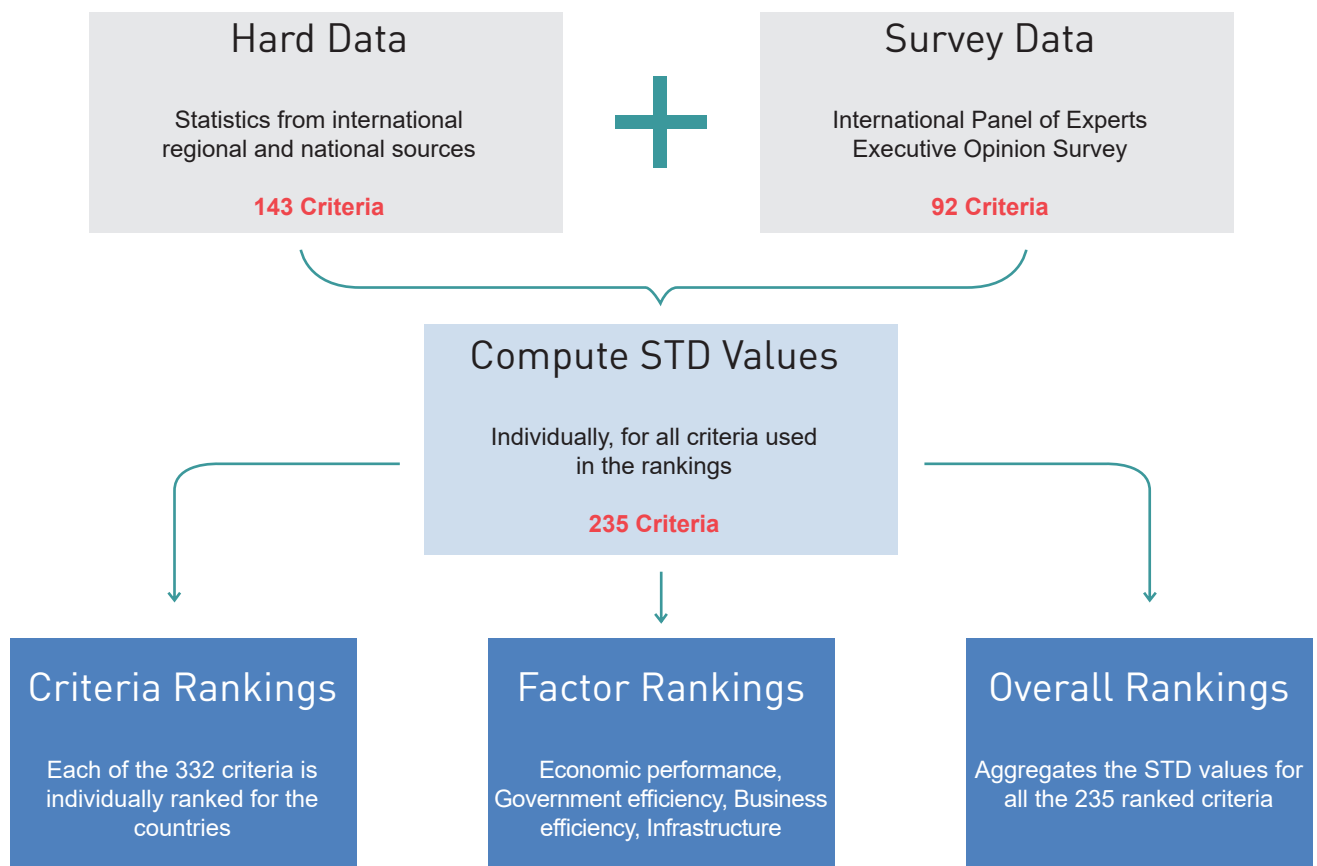 Hard Data
Statistics from international
regional and national sources
143 Criteria
Survey Data
International Panel of Experts
Executive Opinion Survey
92 Criteria
Compute STD Values
Individually, for all criteria used
in the rankings
235 Criteria
Criteria Rankings
Each of the 332 criteria is
individually ranked for the
countries
Factor Rankings
Economic performance,
Government efficiency, Business
efficiency, Infrastructure
Overall Rankings
Aggregates the STD values for
all the 235 ranked criteria